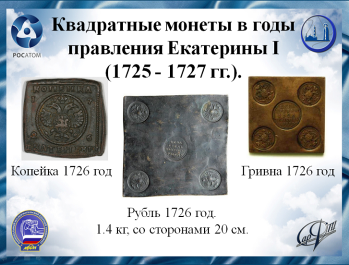 Квадратные монеты в годы
правления Екатерины I
(1725 - 1727 гг.).
РОСАТОМ
Копейка 1726 год
Гривна 1726 год
Рубль 1726 год.
1.4 кг, со сторонами 20 см.